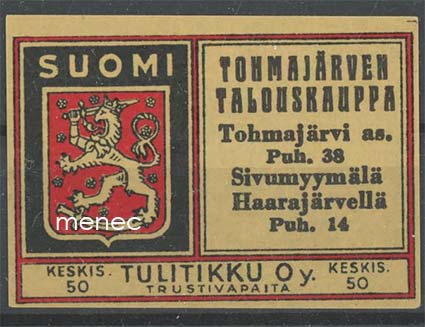 SUOMI
menec
TOHMAJÄRVEN
TALOUSKAUPPA
Tohmajärvi as.
Puh. 38
Sivumyymälä
Haarajärvellä
Puh. 14
KESKIS.
50
TULITIKKU Oy.
TRUSTIVAPAITA
KESKIS.
50